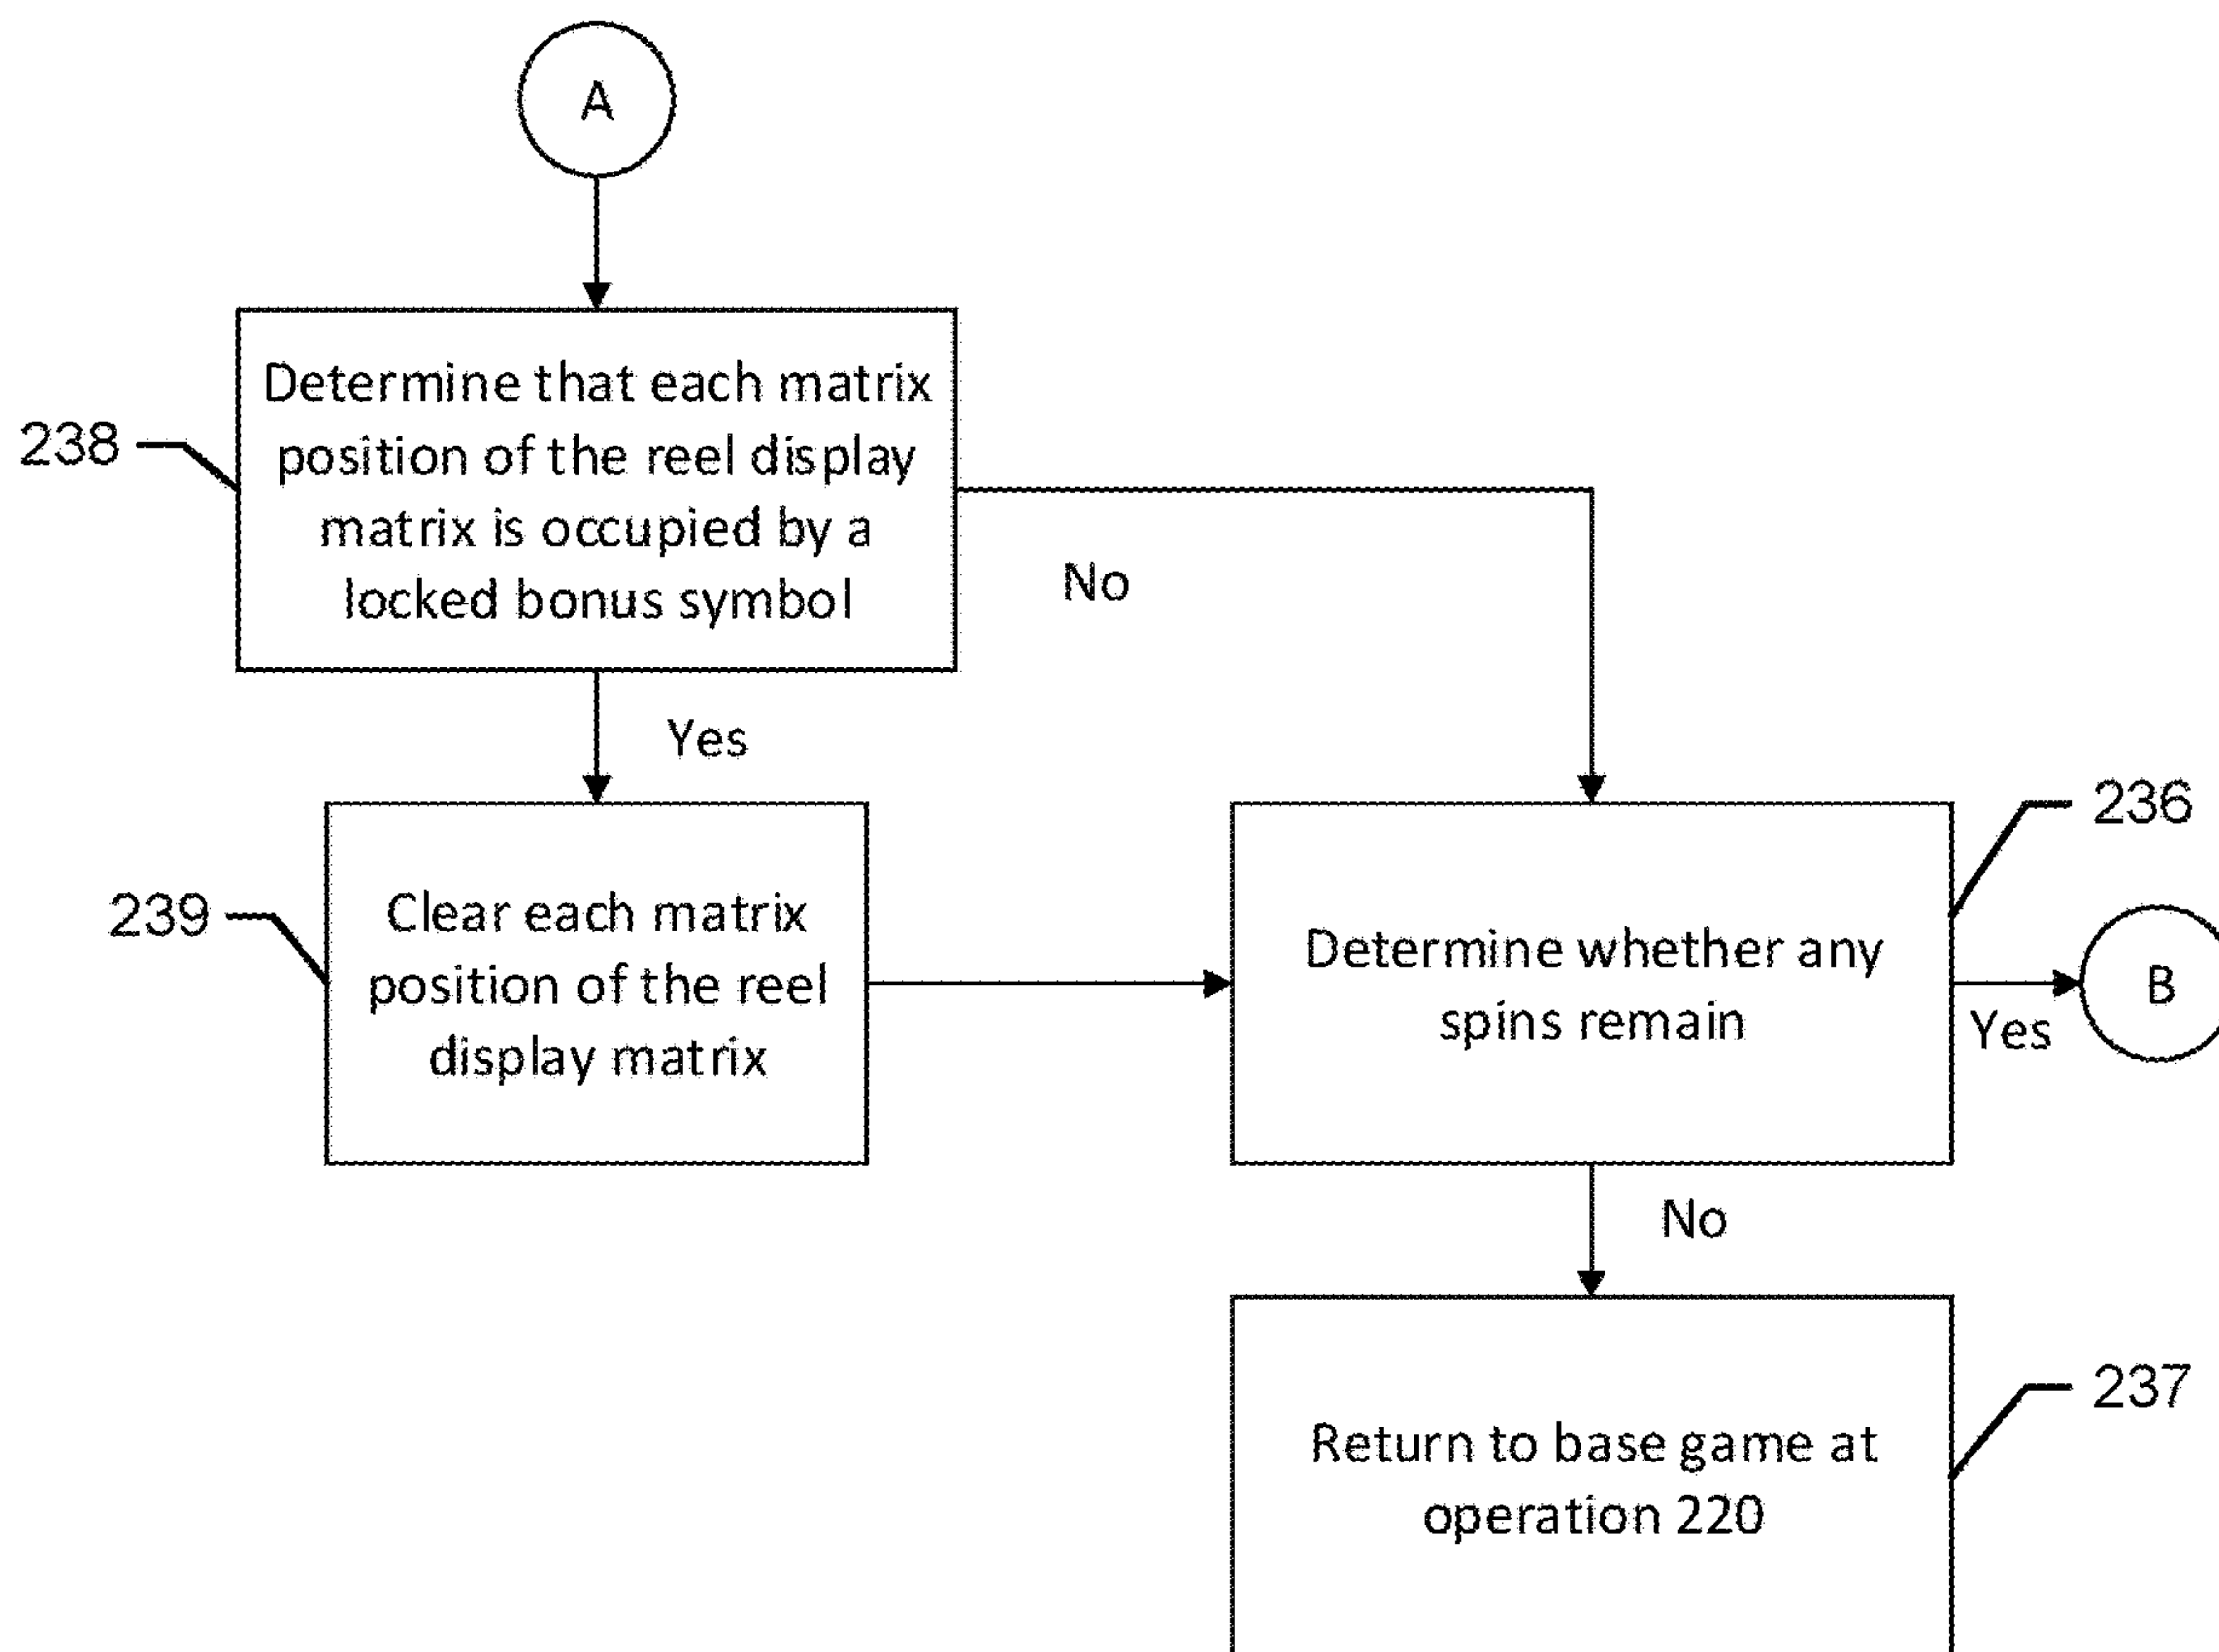 A
238
Determine that each matrix
position of the reel display
matrix is occupied by a
locked bonus symbol
No
Yes
239
Clear each matrix
position of the reel
display matrix
236
Determine whether any
spins remain
Yes
B
No
237
Return to base game at
operation 220